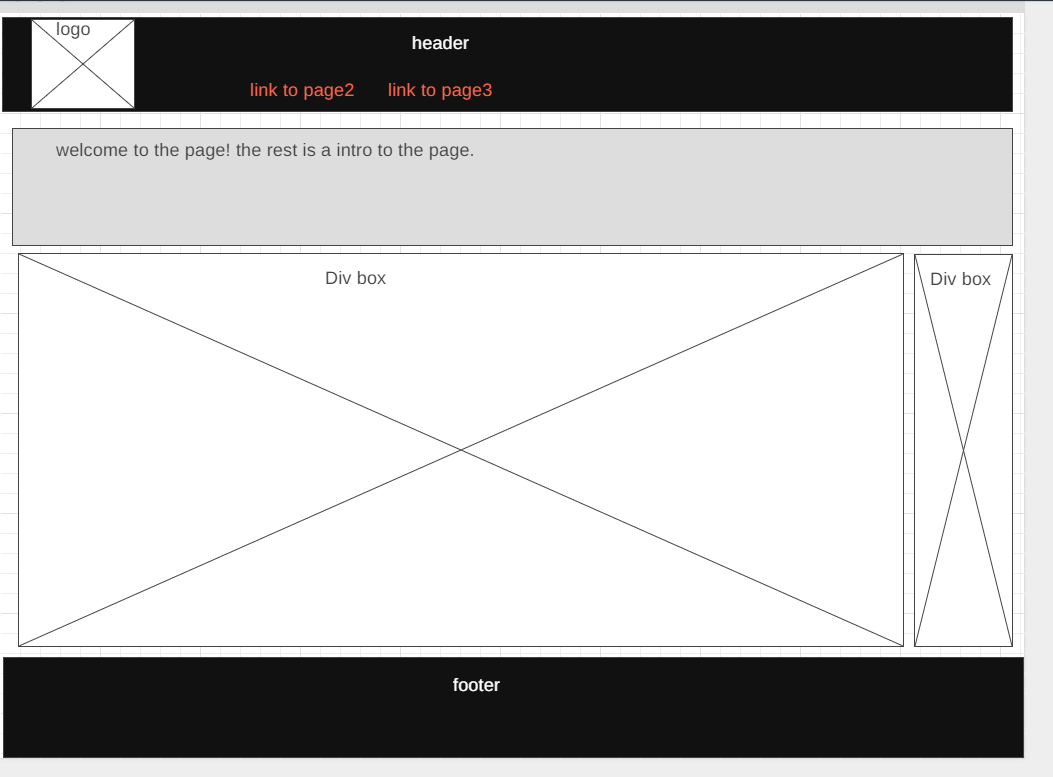 logo
header
link to page2 link to page3
welcome to the page! the rest is a intro to the page.
Div box
Div box
footer